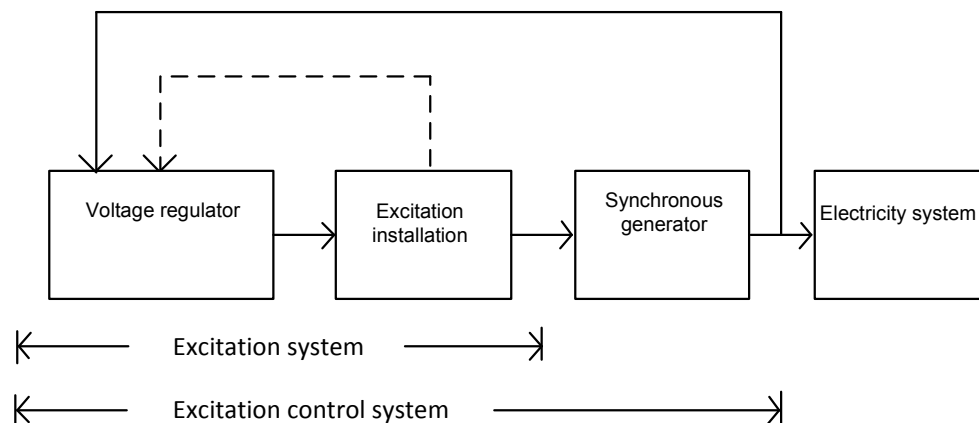 Voltage regulator
Excitation
installation
Synchronous
generator
Electricity system
Excitation system
Excitation control system